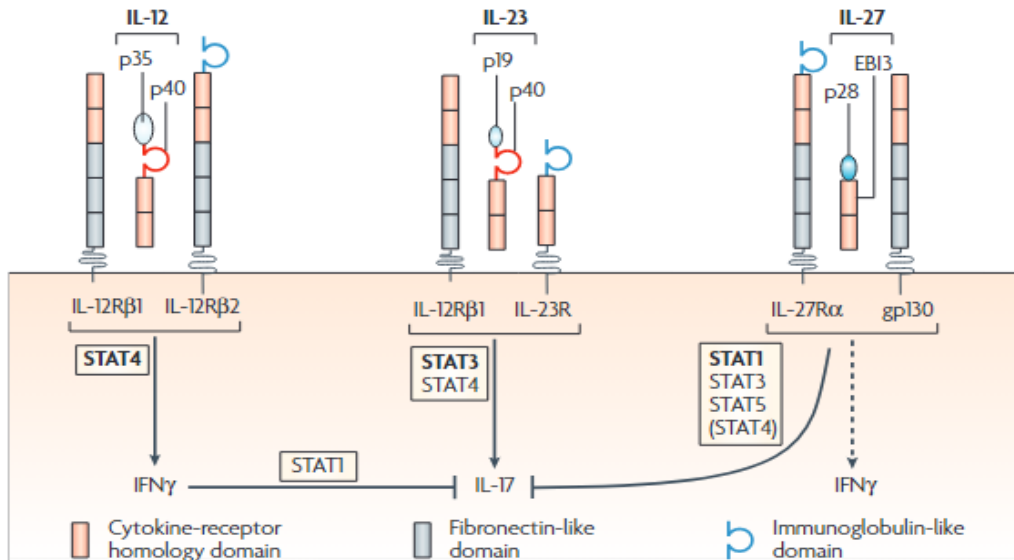 IL-12
IL-23
IL-27
p35
p40
p19
p40
EBI3
p28
IL-12Rβ1
IL-12Rβ2
IL-12Rβ1
IL-23R
IL-27Rα
gp130
STAT4
STAT3
STAT4
STAT1
STAT3
STAT5
(STAT4)
IFNγ
STAT1
IL-17
IFNγ
Cytokine-receptor
homology domain
Fibronectin-like
domain
Immunoglobulin-like
domain